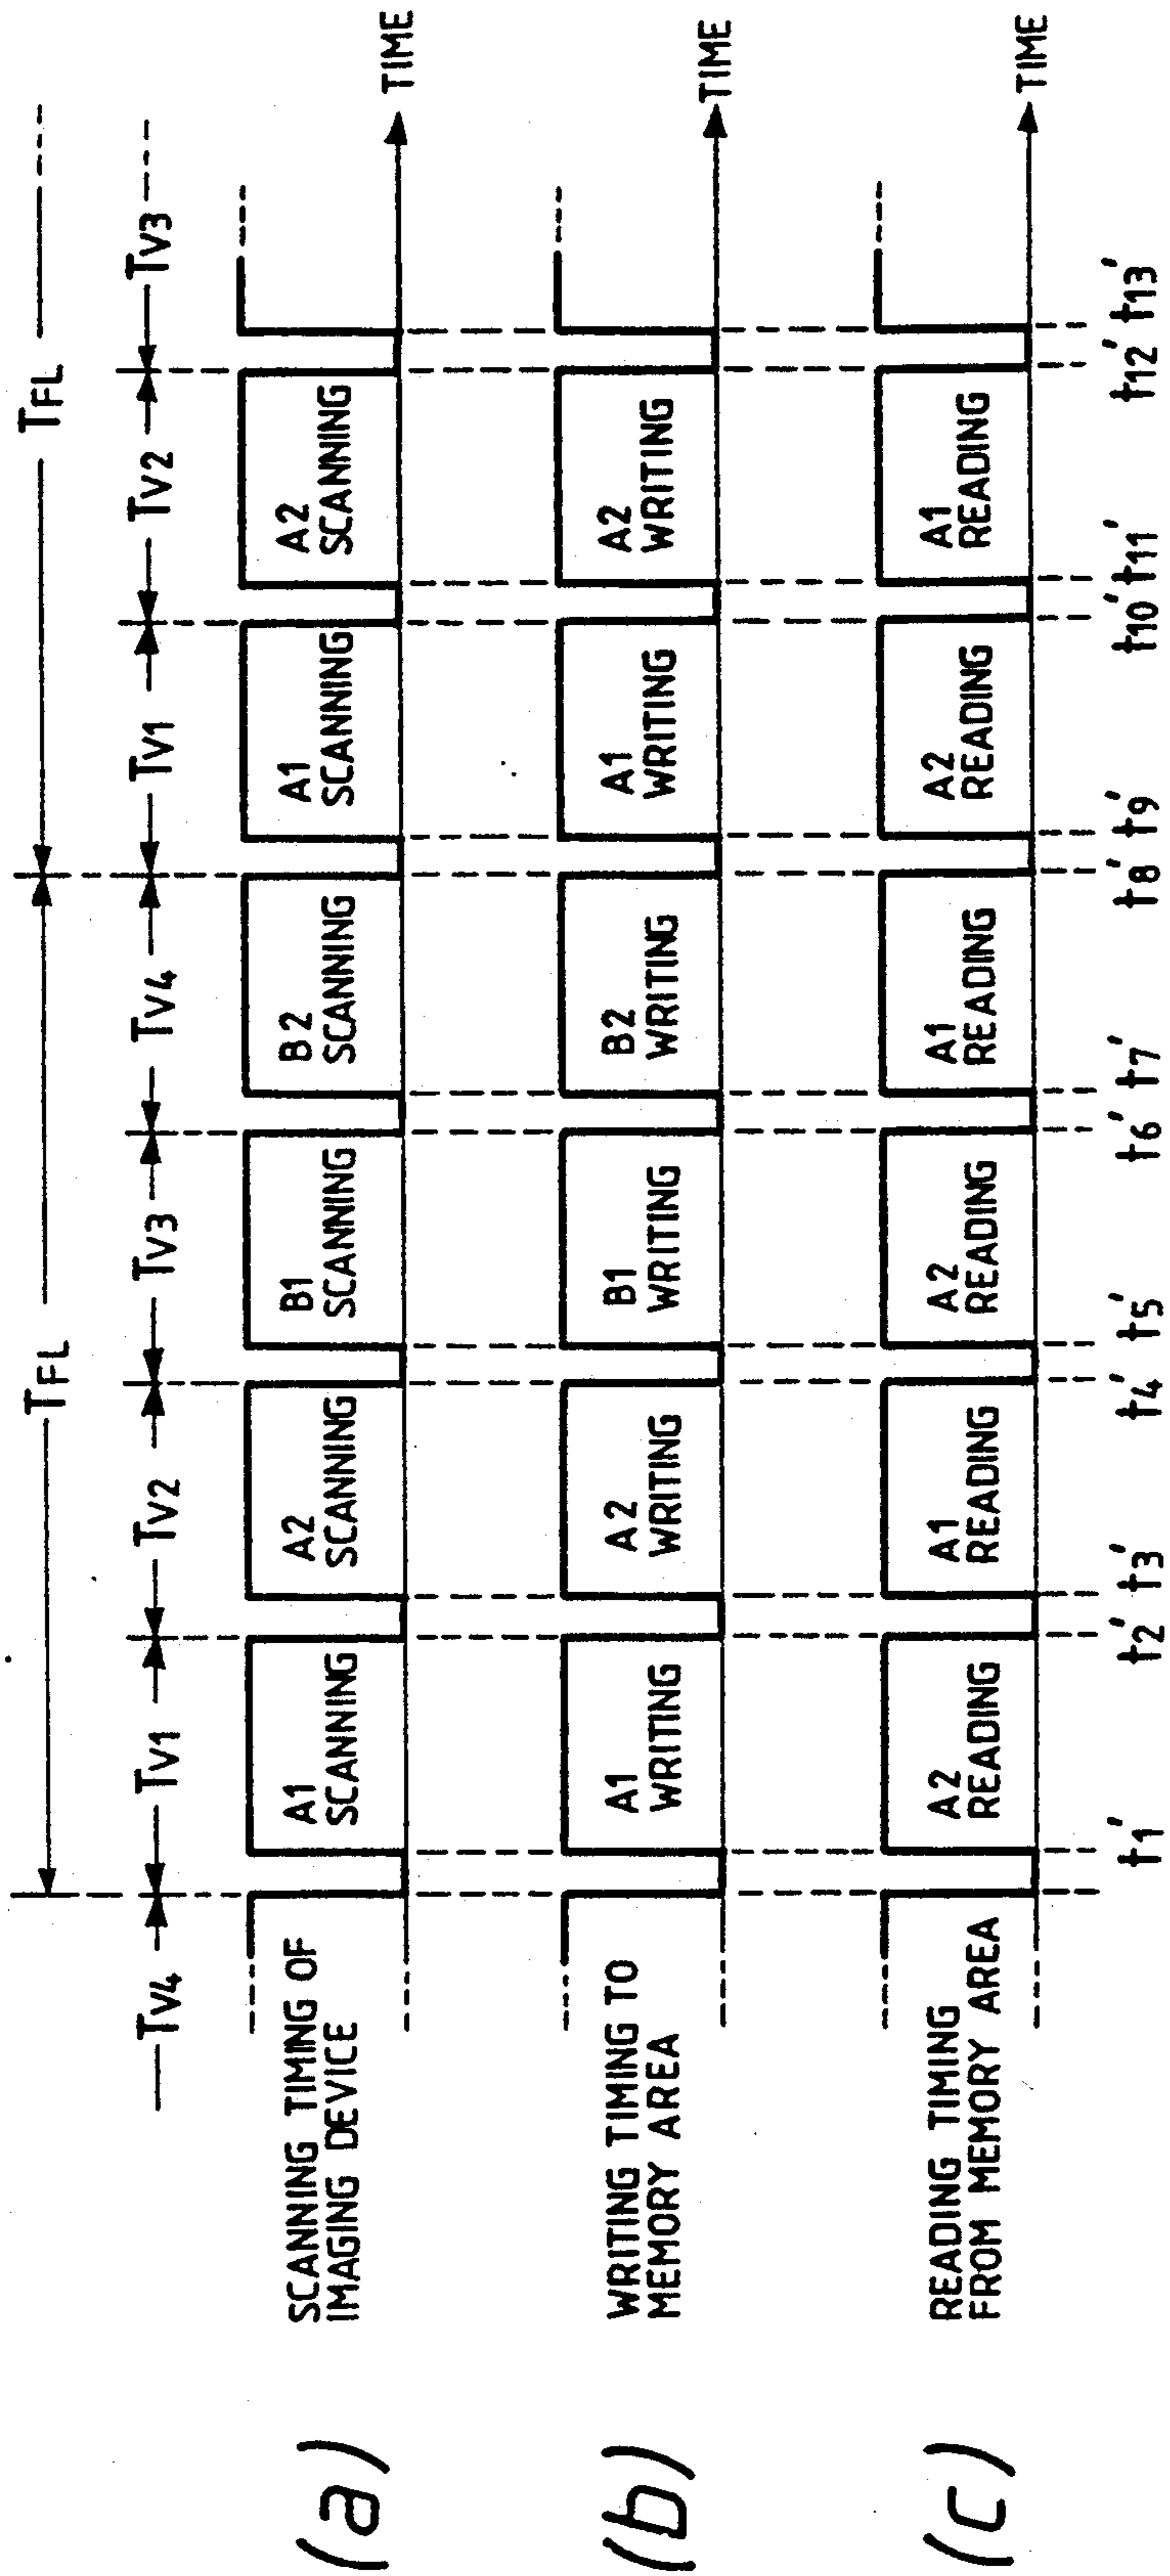 TFL TFL
TV4 TV1 TV2 TV3 TV4 TV1 TV2 TV3
(a)
SCANNING TIMING OF
IMAGING DEVICE
A1
SCANNING
A2
SCANNING
B1
SCANNING
B2
SCANNING
A1
SCANNING
A2
SCANNING
TIME
(b)
WRITING TIMING TO
MEMORY AREA
A1
WRITING
A2
WRITING
B1
WRITING
B2
WRITING
A1
WRITING
A2
WRITING
TIME
(c)
READING TIMING
FROM MEMORY AREA
A2
READING
A1
READING
A2
READING
A1
READING
A2
READING
A1
READING
TIME
t1' t2' t3' t4' t5' t6' t7' t8' t9' t10' t11' t12' t13'